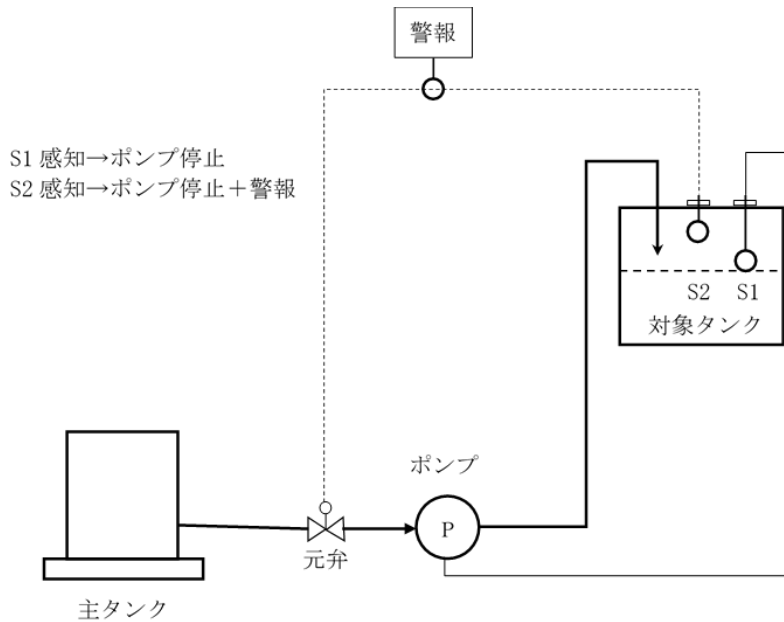 警報
S1 感知→ポンプ停止
S2 感知→ポンプ停止＋警報
S2
S1
対象タンク
ポンプ
P
元弁
主タンク